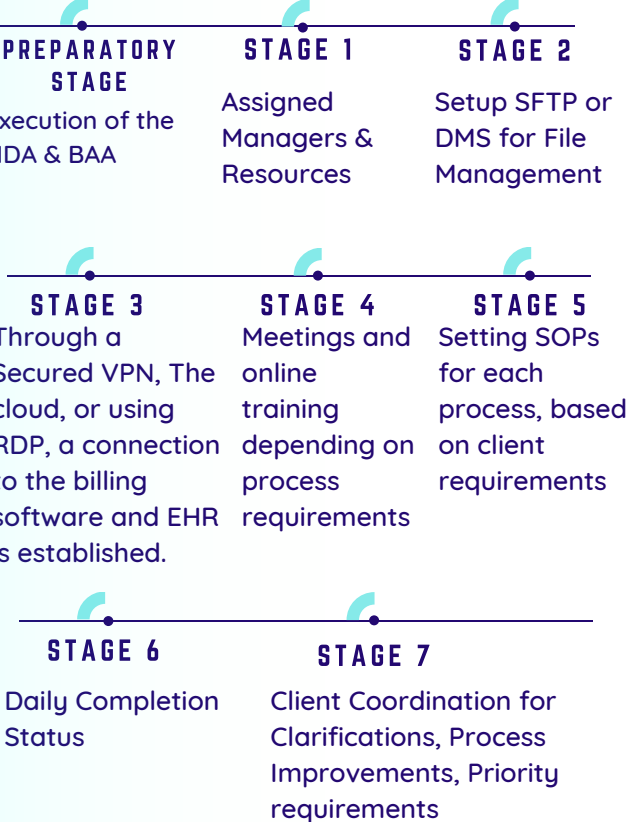 PREPARATORY
STAGE
xecution of the
IDA & BAA
STAGE 1
Assigned
Managers &
Resources
STAGE 2
Setup SFTP or
DMS for File
Management
STAGE 3
Through a
Secured VPN, The
cloud, or using
RDP, a connection
to the billing
software and EHR
is established.
STAGE 4
Meetings and
online
training
depending on
process
requirements
STAGE 5
Setting SOPs
for each
process, based
on client
requirements
STAGE 6
Daily Completion
Status
STAGE 7
Client Coordination for
Clarifications, Process
Improvements, Priority
requirements